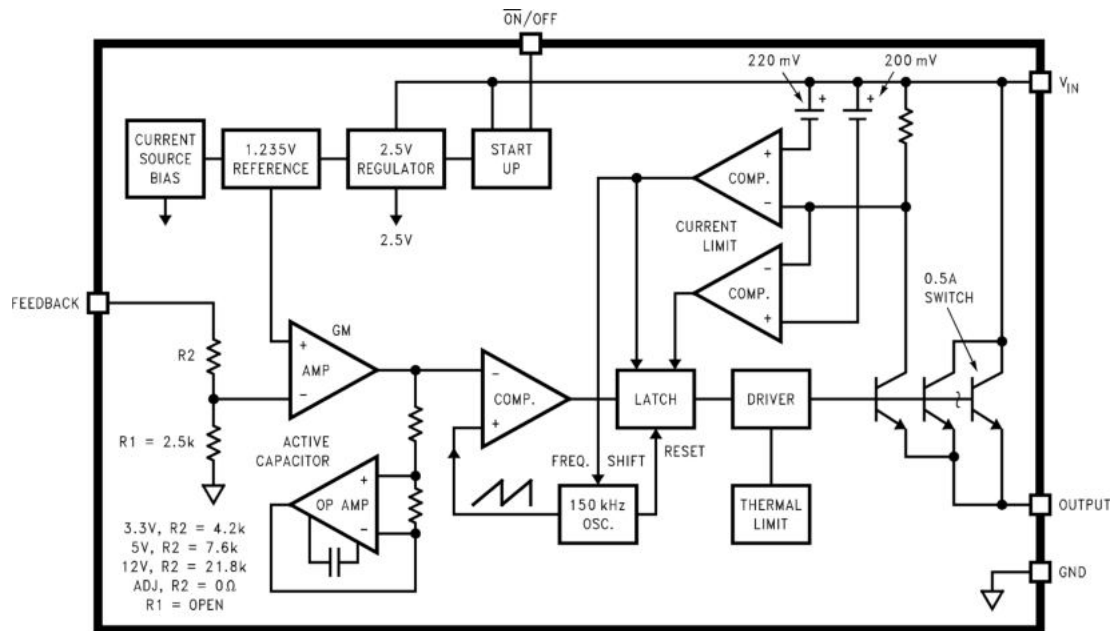 ON/OFF
220 mV
200 mV
VIN
CURRENT
SOURCE
BIAS
1.235V
REFERENCE
2.5V
REGULATOR
START
UP
+
+
+
COMP.
-
2.5V
CURRENT
LIMIT
-
COMP.
+
0.5A
SWITCH
FEEDBACK
GM
R2
+
AMP
-
-
COMP.
+
LATCH
DRIVER
R1 = 2.5k
ACTIVE
CAPACITOR
FREQ. SHIFT
RESET
+
OP AMP
-
150 kHz
OSC.
THERMAL
LIMIT
OUTPUT
3.3V, R2 = 4.2k
5V, R2 = 7.6k
12V, R2 = 21.8k
ADJ, R2 = 0Ω
R1 = OPEN
GND